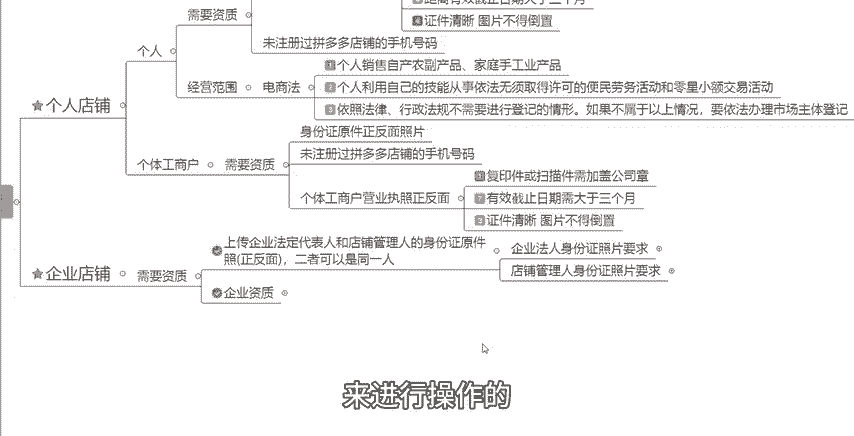 需要资质
距离有效截止日期大于三个月
证件清晰 图片不得倒置
未注册过拼多多店铺的手机号码
个人
个人销售自产农副产品、家庭手工业产品
经营范围
电商法
个人利用自己的技能从事依法无须取得许可的便民劳务活动和零星小额交易活动
个人店铺
依照法律、行政法规不需要进行登记的情形。如果不属于以上情况，要依法办理市场主体登记
身份证原件正反面照片
未注册过拼多多店铺的手机号码
个体工商户
需要资质
复印件或扫描件需加盖公司章
个体工商户营业执照正反面
有效截止日期需大于三个月
证件清晰 图片不得倒置
上传企业法定代表人和店铺管理人的身份证原件
照(正反面)，二者可以是同一人
企业法人身份证照片要求
企业店铺
需要资质
店铺管理人身份证照片要求
企业资质
来进行操作的